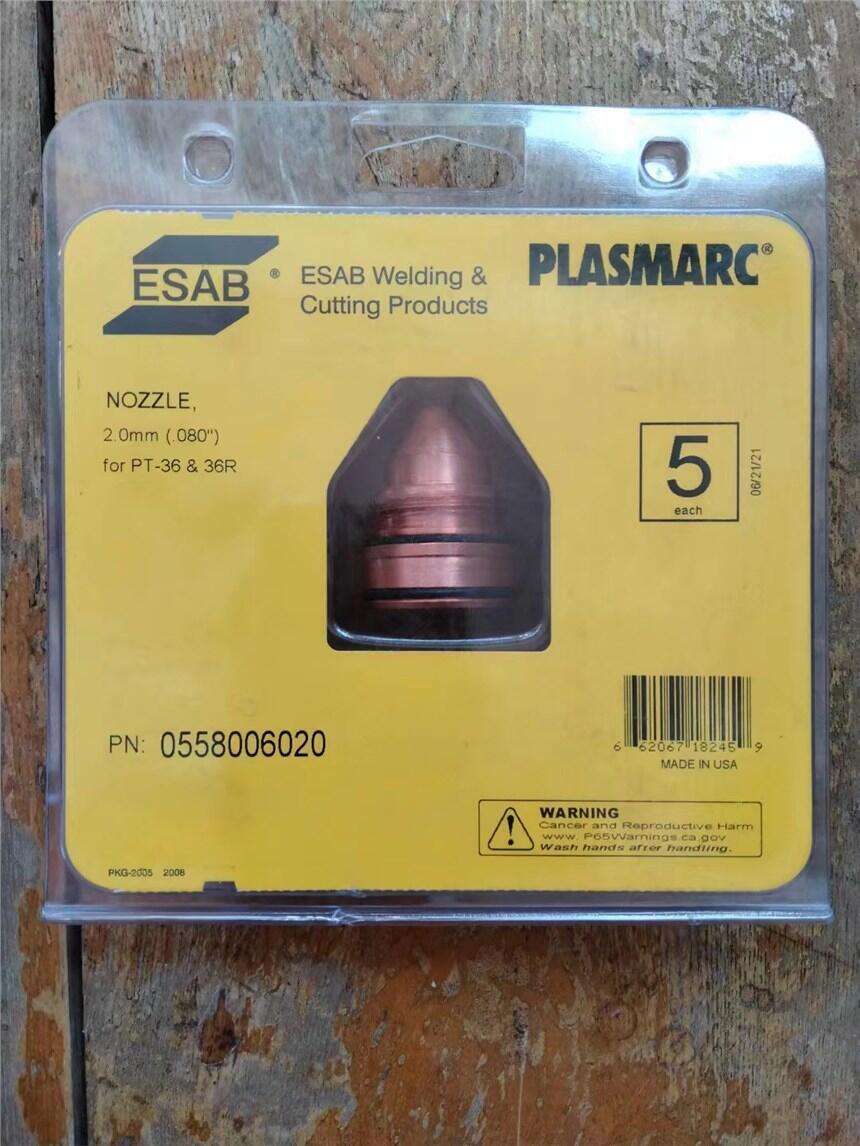 ESAB®
ESAB Welding &
Cutting Products
PLASMARC®
NOZZLE,
2.0mm (.080")
for PT-36 & 36R
5
each
06/21/21
PN: 0558006020
6 62067 18245 9
MADE IN USA
WARNING
Cancer and Reproductive Harm
www. P65Warnings.ca.gov
Wash hands after handling.
PKG-2005 2008